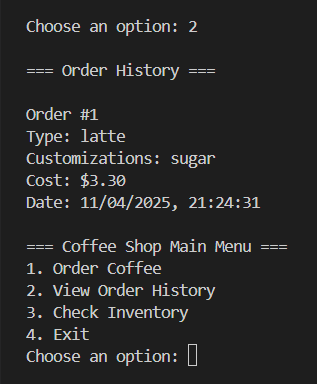 Choose an option: 2
=== Order History ===
Order #1
Type: latte
Customizations: sugar
Cost: $3.30
Date: 11/04/2025, 21:24:31
=== Coffee Shop Main Menu ===
1. Order Coffee
2. View Order History
3. Check Inventory
4. Exit
Choose an option: